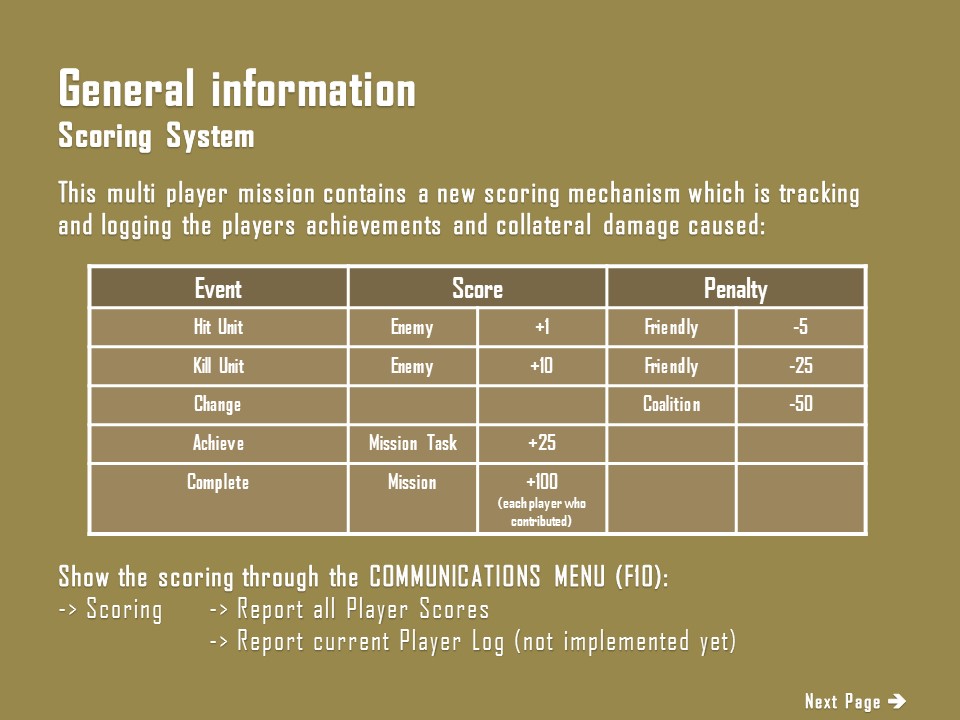 General information
Scoring System
This multi player mission contains a new scoring mechanism which is tracking
and logging the players achievements and collateral damage caused:
Event Score Penalty
Hit Unit Enemy +1 Friendly -5
Kill Unit Enemy +10 Friendly -25
Change Coalition -50
Achieve Mission Task +25
Complete Mission +100
(each player who
contributed)
Show the scoring through the COMMUNICATIONS MENU (F10):
-> Scoring -> Report all Player Scores
-> Report current Player Log (not implemented yet)
Next Page →